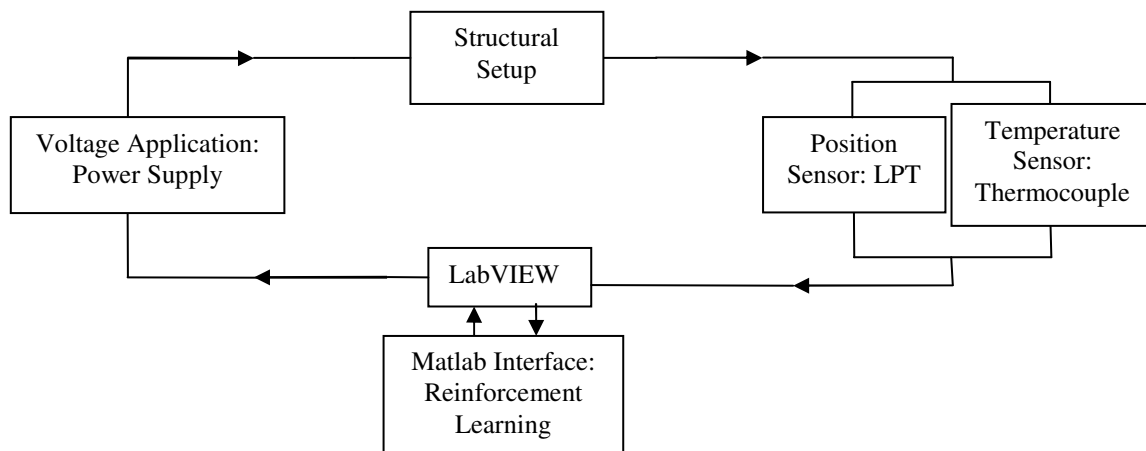 Structural
Setup
Voltage Application:
Power Supply
Position
Sensor: LPT
Temperature
Sensor:
Thermocouple
LabVIEW
Matlab Interface:
Reinforcement
Learning